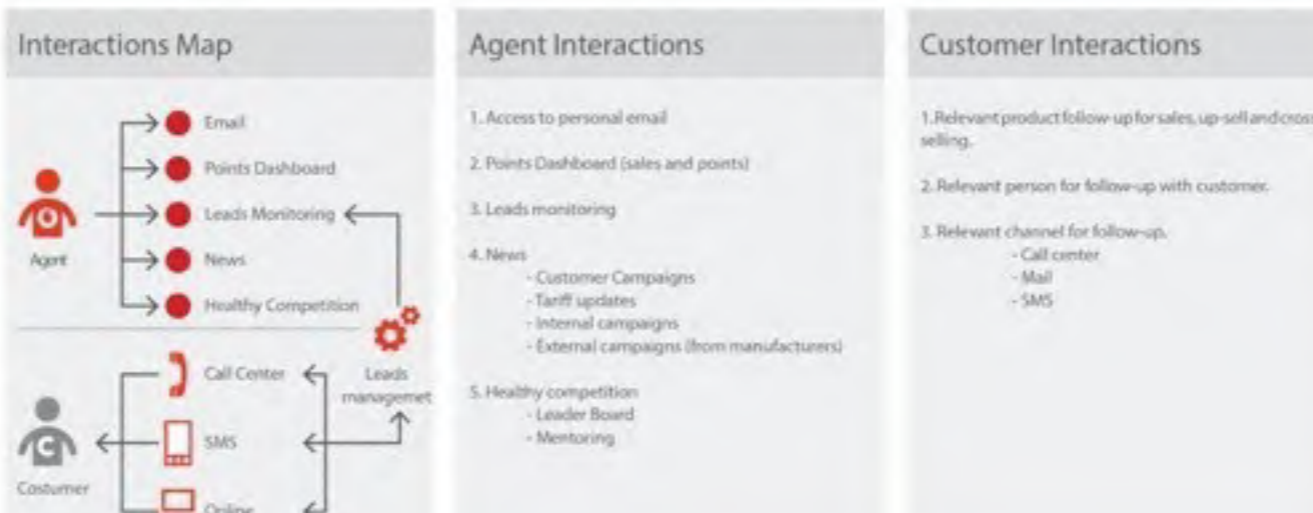 Interactions Map
Email
Points Dashboard
Leads Monitoring
News
Healthy Competition
Agent
Call Center
Leads
managemet
SMS
C
Costumer
Online
Agent Interactions
1. Access to personal email
2. Points Dashboard (sales and points)
3. Leads monitoring
4. News
- Customer Campaigns
- Tariff updates
- Internal campaigns
- External campaigns (from manufacturers)
5. Healthy competition
- Leader Board
- Mentoring
Customer Interactions
1. Relevant product follow-up for sales, up-sell and cross
selling.
2. Relevant person for follow-up with customer.
3. Relevant channel for follow-up.
- Call center
- Mail
- SMS